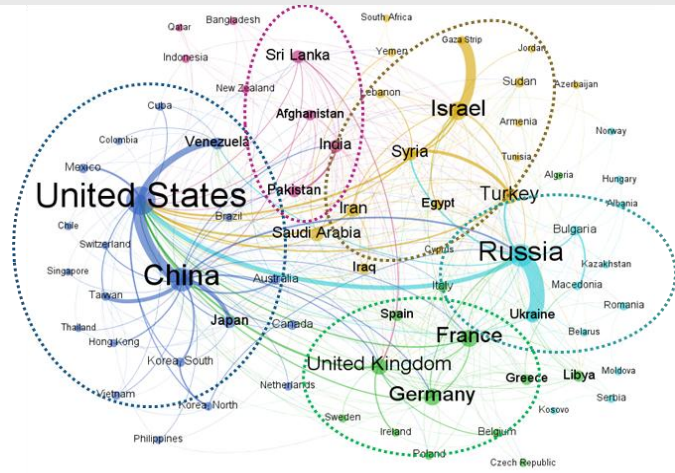 Qatar
Bangladesh
South Africa
Gaza Strip
Jordan
Sri Lanka
Yemen
Indonesia
New Zealand
Lebanon
Sudan
Azerbaijan
Cuba
Afghanistan
Israel
Armenia
Norway
Colombia
Venezuela
India
Syria
Tunisia
Mexico
Algeria
Hungary
United States
Pakistan
Turkey
Albania
Egypt
Iran
Brazil
Chile
Saudi Arabia
Bulgaria
Switzerland
Cyprus
Russia
Singapore
China
Iraq
Kazakhstan
Australia
Italy
Macedonia
Taiwan
Romania
Spain
Ukraine
Japan
Canada
Thailand
Belarus
Hong Kong
France
Korea, South
United Kingdom
Greece
Libya
Moldova
Netherlands
Vietnam
Germany
Serbia
Korea, North
Kosovo
Sweden
Ireland
Belgium
Philippines
Poland
Czech Republic